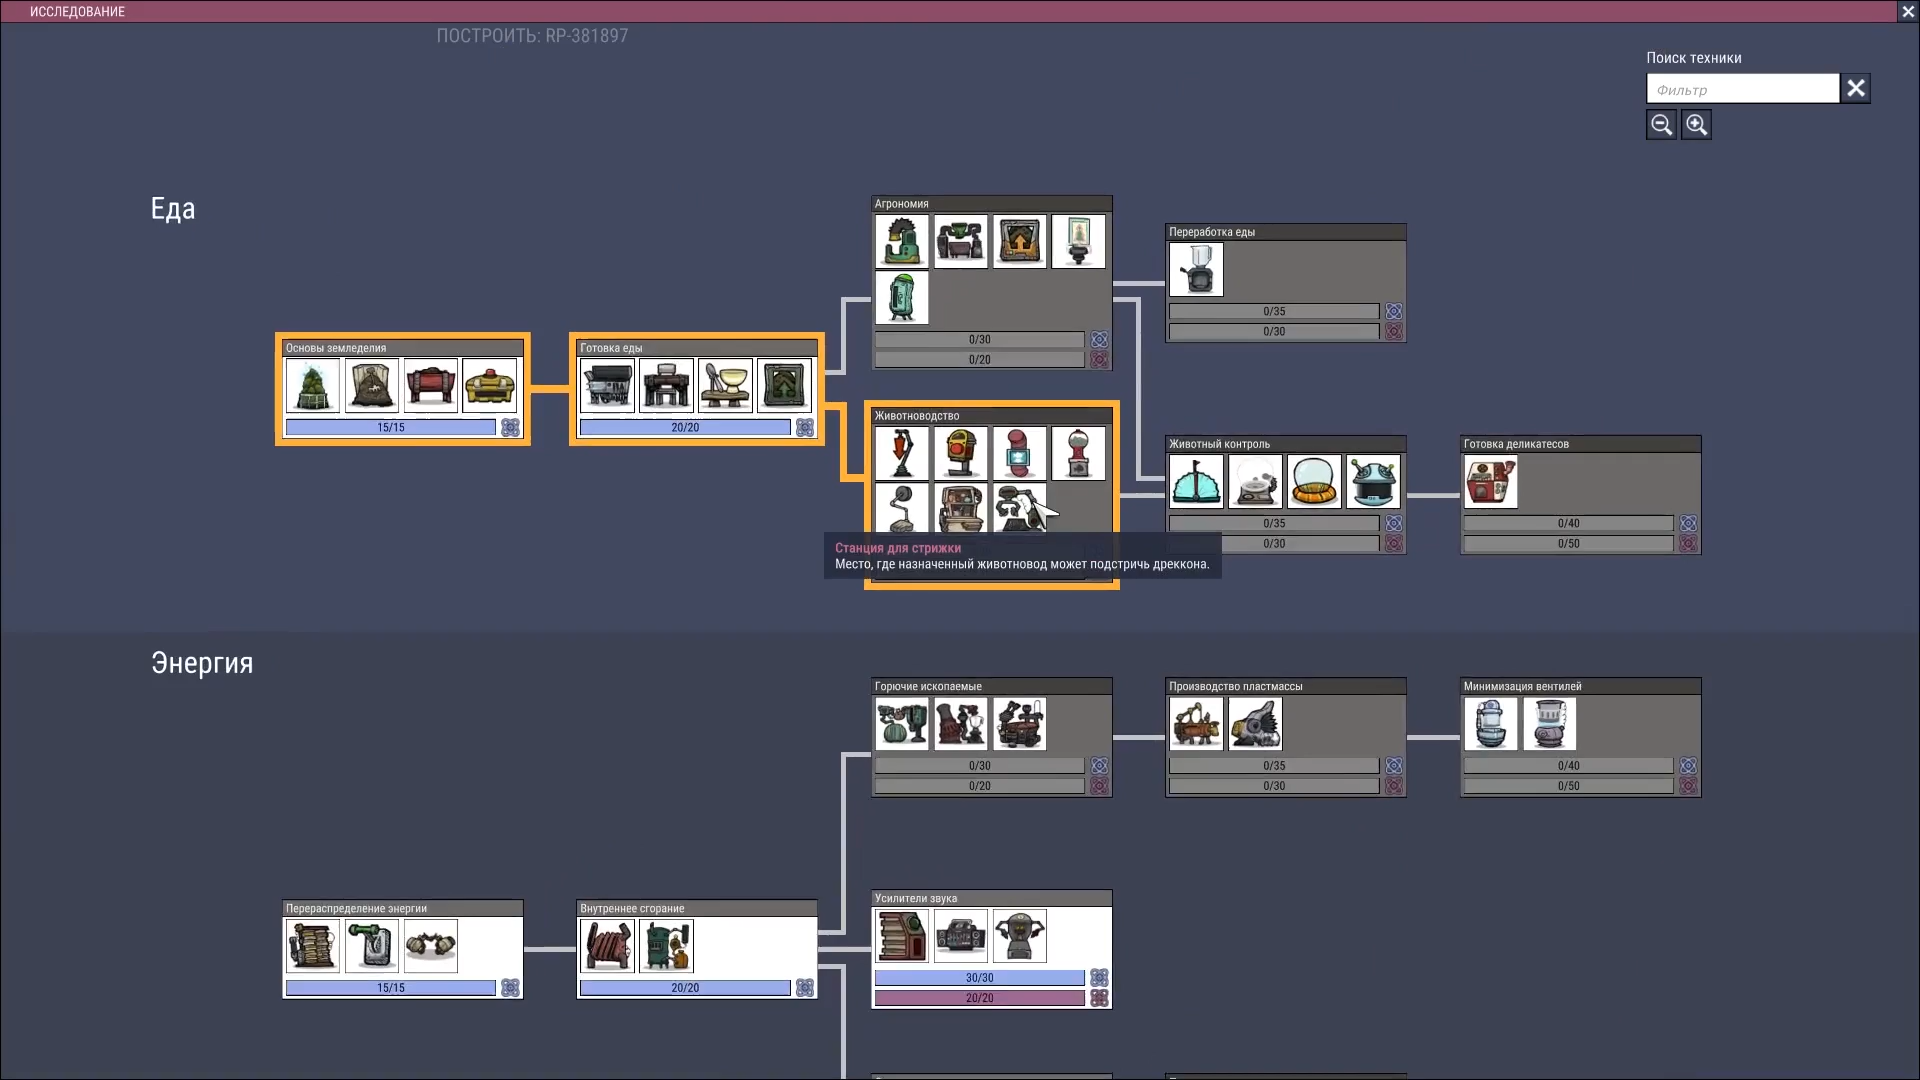 ИССЛЕДОВАНИЕ
ПОСТРОИТЬ: RP-381897
Поиск техники
Фильтр
Еда
Агрономия
0/30
0/20
Переработка еды
0/35
0/30
Основы земледелия
15/15
Готовка еды
20/20
Животноводство
Станция для стрижки
Место, где назначенный животновод может подстричь дреккона.
Животный контроль
0/35
0/30
Готовка деликатесов
0/40
0/50
Энергия
Горючие ископаемые
0/30
0/20
Производство пластмассы
0/35
0/30
Минимизация вентилей
0/40
0/50
Перераспределение энергии
15/15
Внутреннее сгорание
20/20
Усилители звука
30/30
20/20